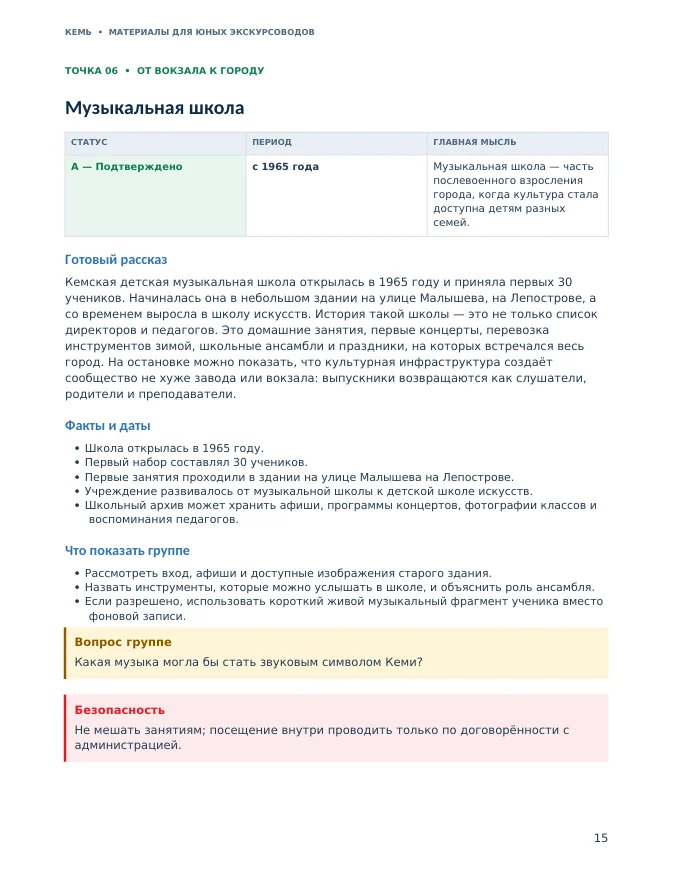 КЕМЬ • МАТЕРИАЛЫ ДЛЯ ЮНЫХ ЭКСКУРСОВОДОВ
ТОЧКА 06 • ОТ ВОКЗАЛА К ГОРОДУ
Музыкальная школа
СТАТУС ПЕРИОД ГЛАВНАЯ МЫСЛЬ
А — Подтверждено с 1965 года Музыкальная школа — часть
послевоенного взросления
города, когда культура стала
доступна детям разных
семей.
Готовый рассказ
Кемская детская музыкальная школа открылась в 1965 году и приняла первых 30
учеников. Начиналась она в небольшом здании на улице Малышева, на Лепострове, а
со временем выросла в школу искусств. История такой школы — это не только список
директоров и педагогов. Это домашние занятия, первые концерты, перевозка
инструментов зимой, школьные ансамбли и праздники, на которых встречался весь
город. На остановке можно показать, что культурная инфраструктура создаёт
сообщество не хуже завода или вокзала: выпускники возвращаются как слушатели,
родители и преподаватели.
Факты и даты
• Школа открылась в 1965 году.
• Первый набор составлял 30 учеников.
• Первые занятия проходили в здании на улице Малышева на Лепострове.
• Учреждение развивалось от музыкальной школы к детской школе искусств.
• Школьный архив может хранить афиши, программы концертов, фотографии классов и
воспоминания педагогов.
Что показать группе
• Рассмотреть вход, афиши и доступные изображения старого здания.
• Назвать инструменты, которые можно услышать в школе, и объяснить роль ансамбля.
• Если разрешено, использовать короткий живой музыкальный фрагмент ученика вместо
фоновой записи.
Вопрос группе
Какая музыка могла бы стать звуковым символом Кеми?
Безопасность
Не мешать занятиям; посещение внутри проводить только по договорённости с
администрацией.
15